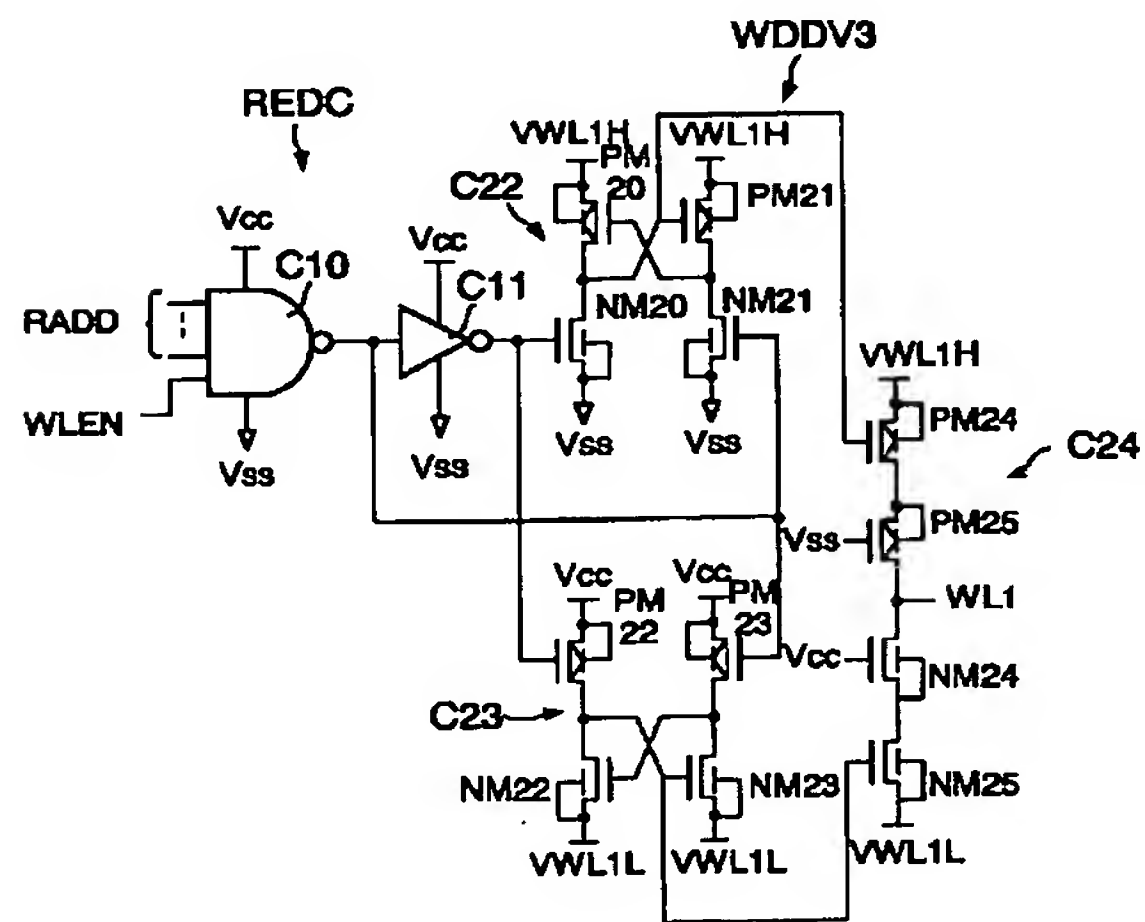 WDDV3
REDC
VWL1H
VWL1H
PM
20
PM21
C22
Vcc
Vcc
C10
C11
NM20
NM21
RADD
WLEN
VWL1H
PM24
C24
Vss
Vss
Vss
Vss
PM25
Vss
Vcc
Vcc
PM
22
PM
23
WL1
Vcc
NM24
C23
NM22
NM23
NM25
VWL1L
VWL1L
VWL1L